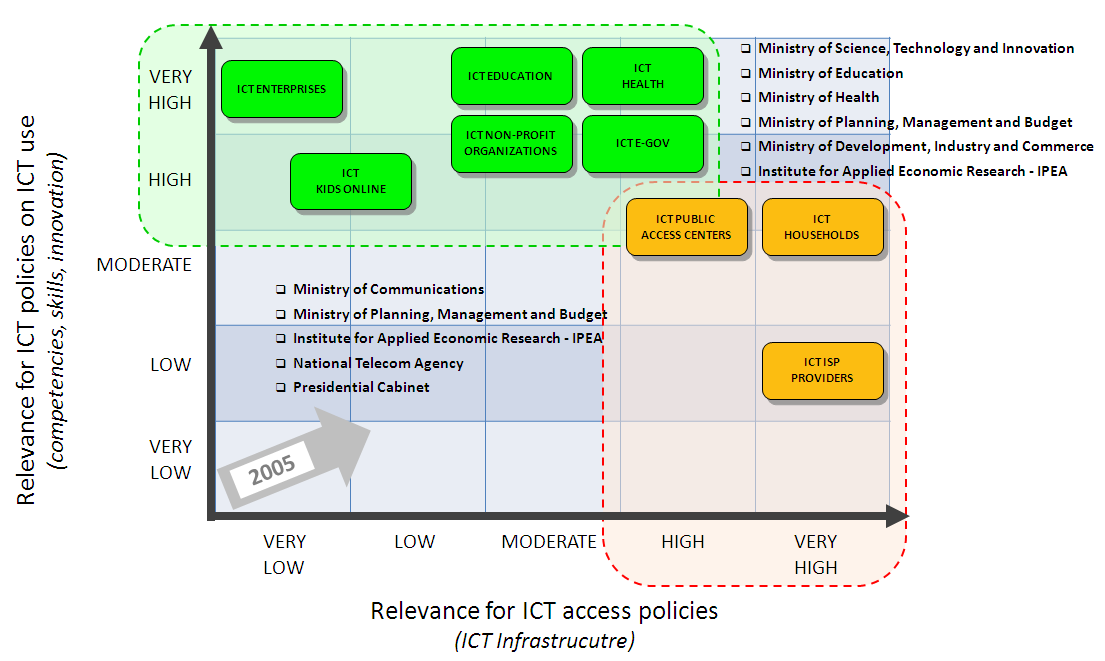 Relevance for ICT policies on ICT use
(competencies, skills, innovation)
VERY
HIGH
HIGH
MODERATE
LOW
VERY
LOW
ICT ENTERPRISES
ICT EDUCATION
ICT
HEALTH
ICT NON-PROFIT
ORGANIZATIONS
ICT E-GOV
ICT
KIDS ONLINE
Ministry of Science, Technology and Innovation
Ministry of Education
Ministry of Health
Ministry of Planning, Management and Budget
Ministry of Development, Industry and Commerce
Institute for Applied Economic Research - IPEA
ICT PUBLIC
ACCESS CENTERS
ICT
HOUSEHOLDS
Ministry of Communications
Ministry of Planning, Management and Budget
Institute for Applied Economic Research - IPEA
National Telecom Agency
Presidential Cabinet
ICT ISP
PROVIDERS
2005
VERY
LOW
LOW
MODERATE
HIGH
VERY
HIGH
Relevance for ICT access policies
(ICT Infrastrucutre)